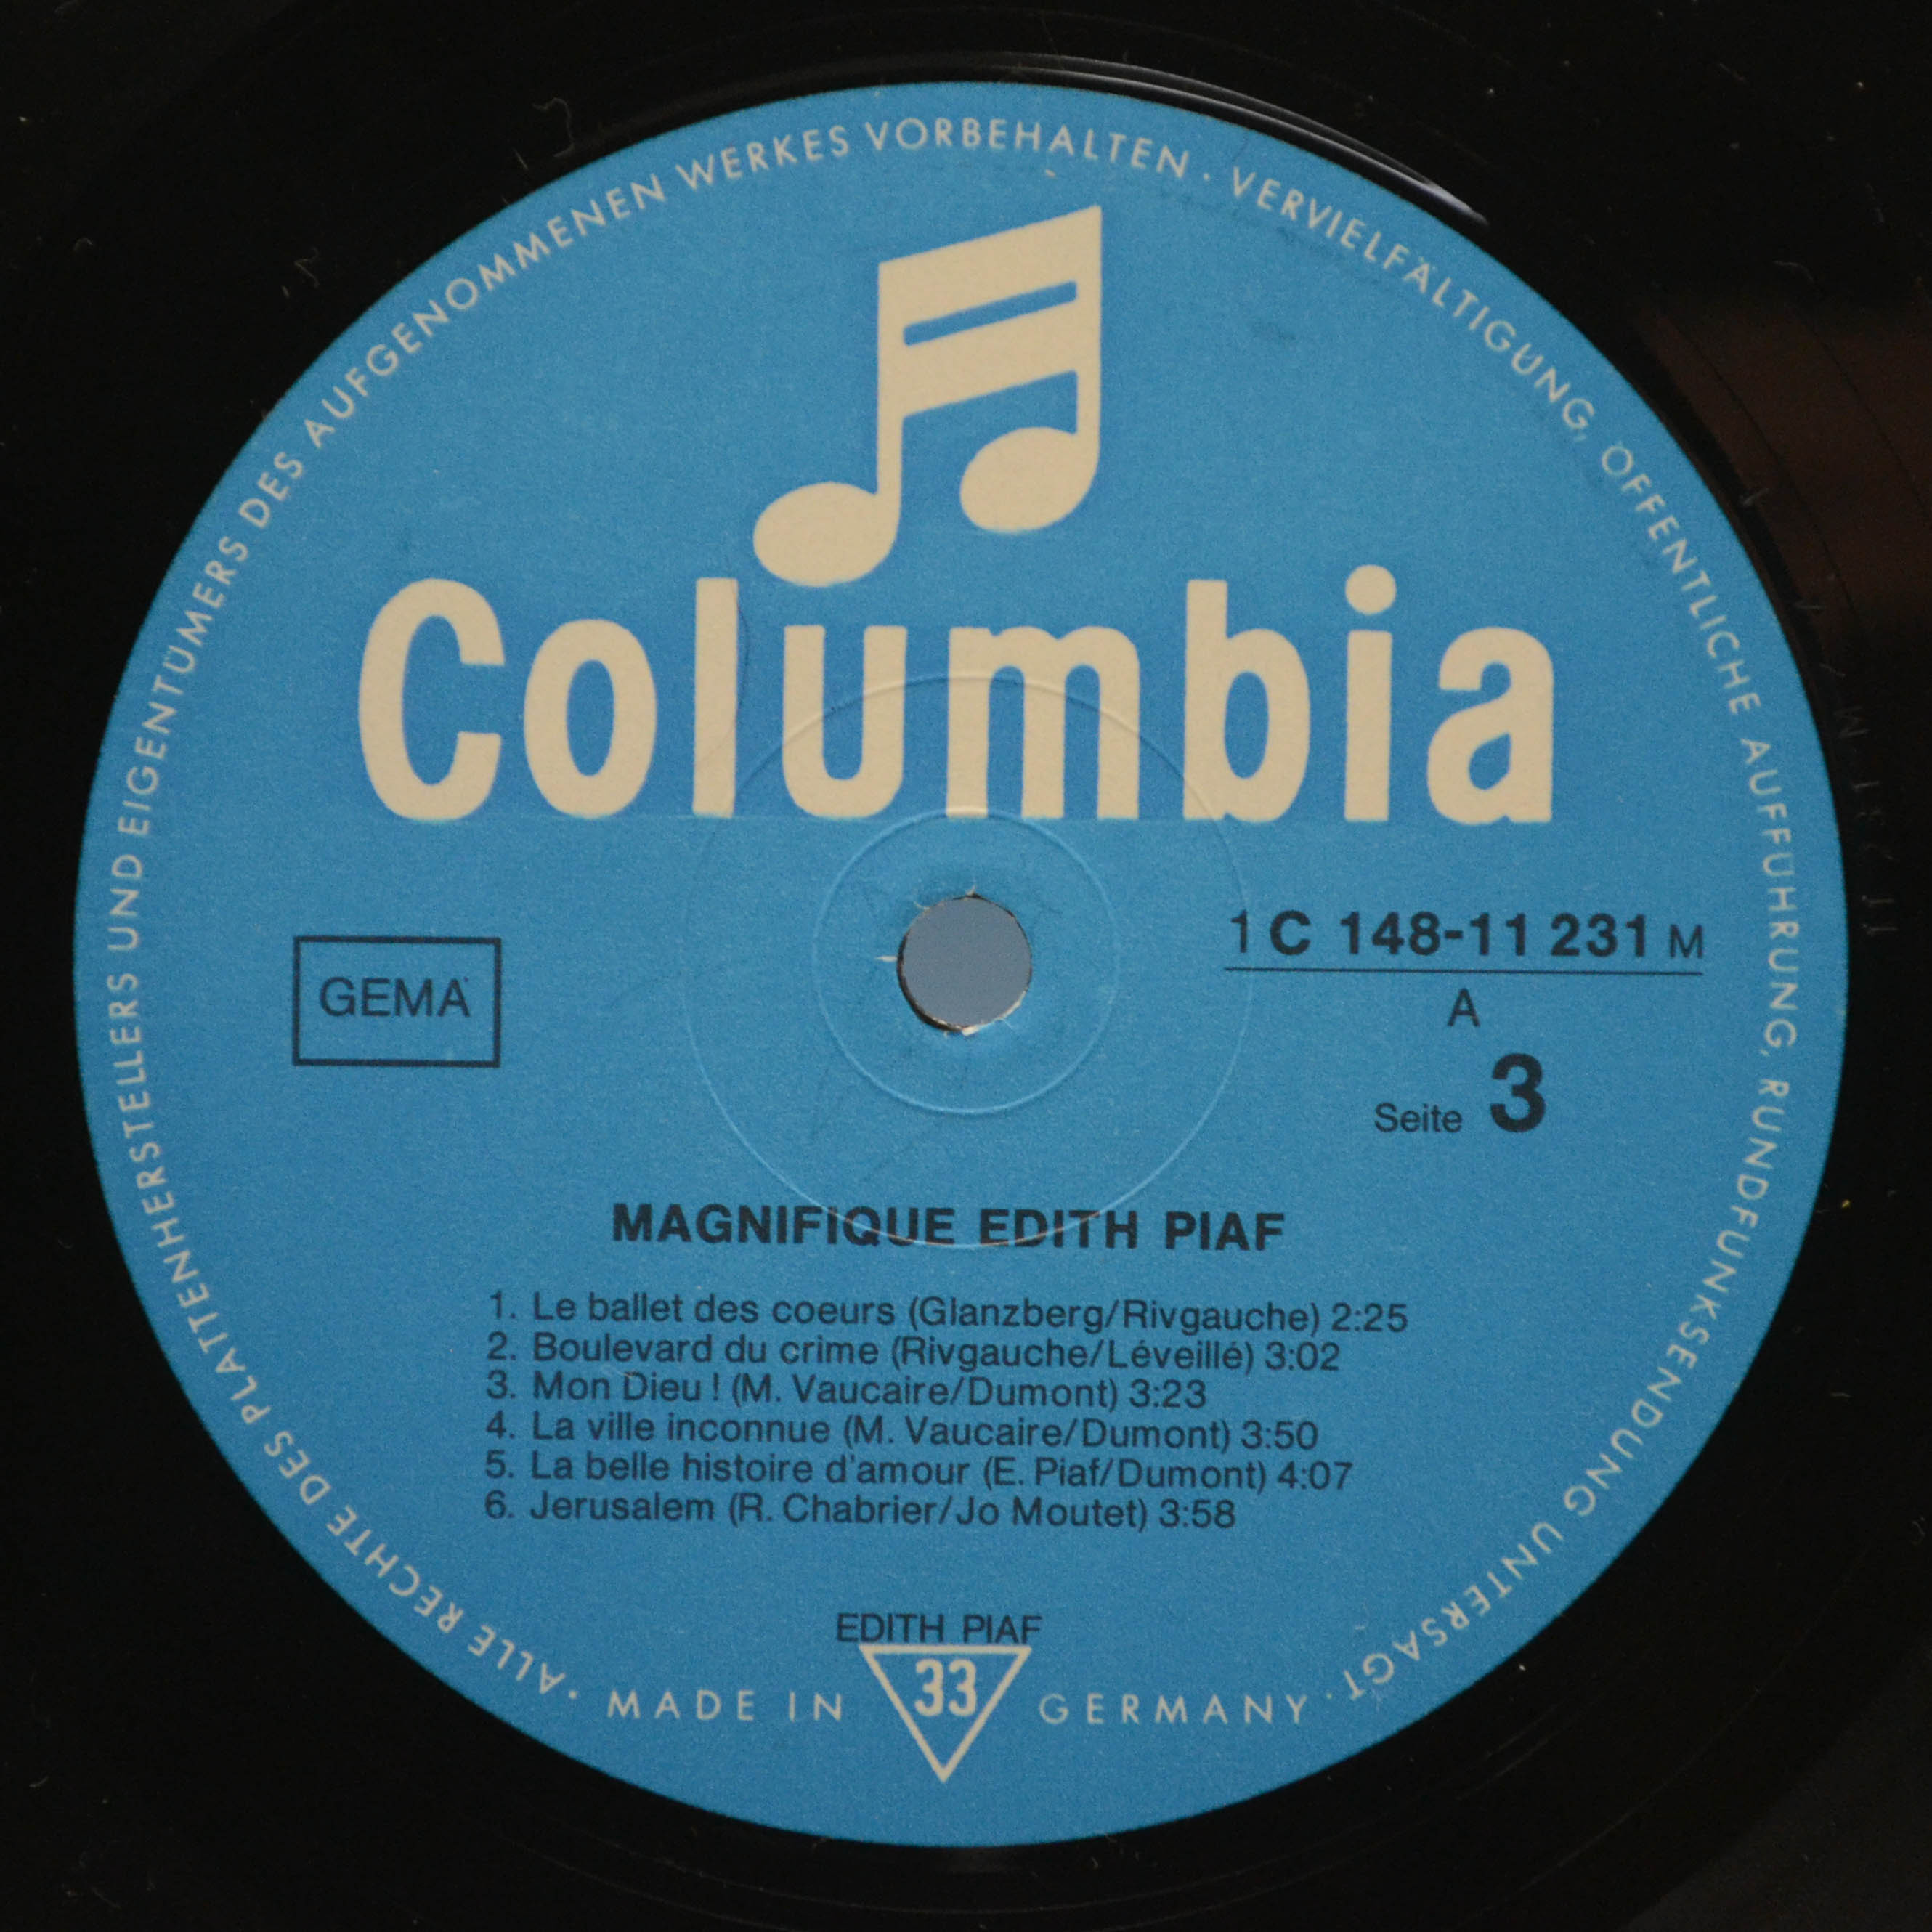 ALLE RECHTE DES PLATTENHERSTELLERS UND EIGENTÜMERS DES AUFGENOMMENEN WERKES VORBEHALTEN · VERVIELFÄLTIGUNG, ÖFFENTLICHE AUFFÜHRUNG, RUNDFUNKSENDUNG UNTERSAGT ·
Columbia
GEMA
1 C 148-11 231 M
A
Seite 3
MAGNIFIQUE EDITH PIAF
1. Le ballet des coeurs (Glanzberg/Rivgauche) 2:25
2. Boulevard du crime (Rivgauche/Léveillé) 3:02
3. Mon Dieu ! (M. Vaucaire/Dumont) 3:23
4. La ville inconnue (M. Vaucaire/Dumont) 3:50
5. La belle histoire d'amour (E. Piaf/Dumont) 4:07
6. Jerusalem (R. Chabrier/Jo Moutet) 3:58
EDITH PIAF
· MADE IN 33 GERMANY ·